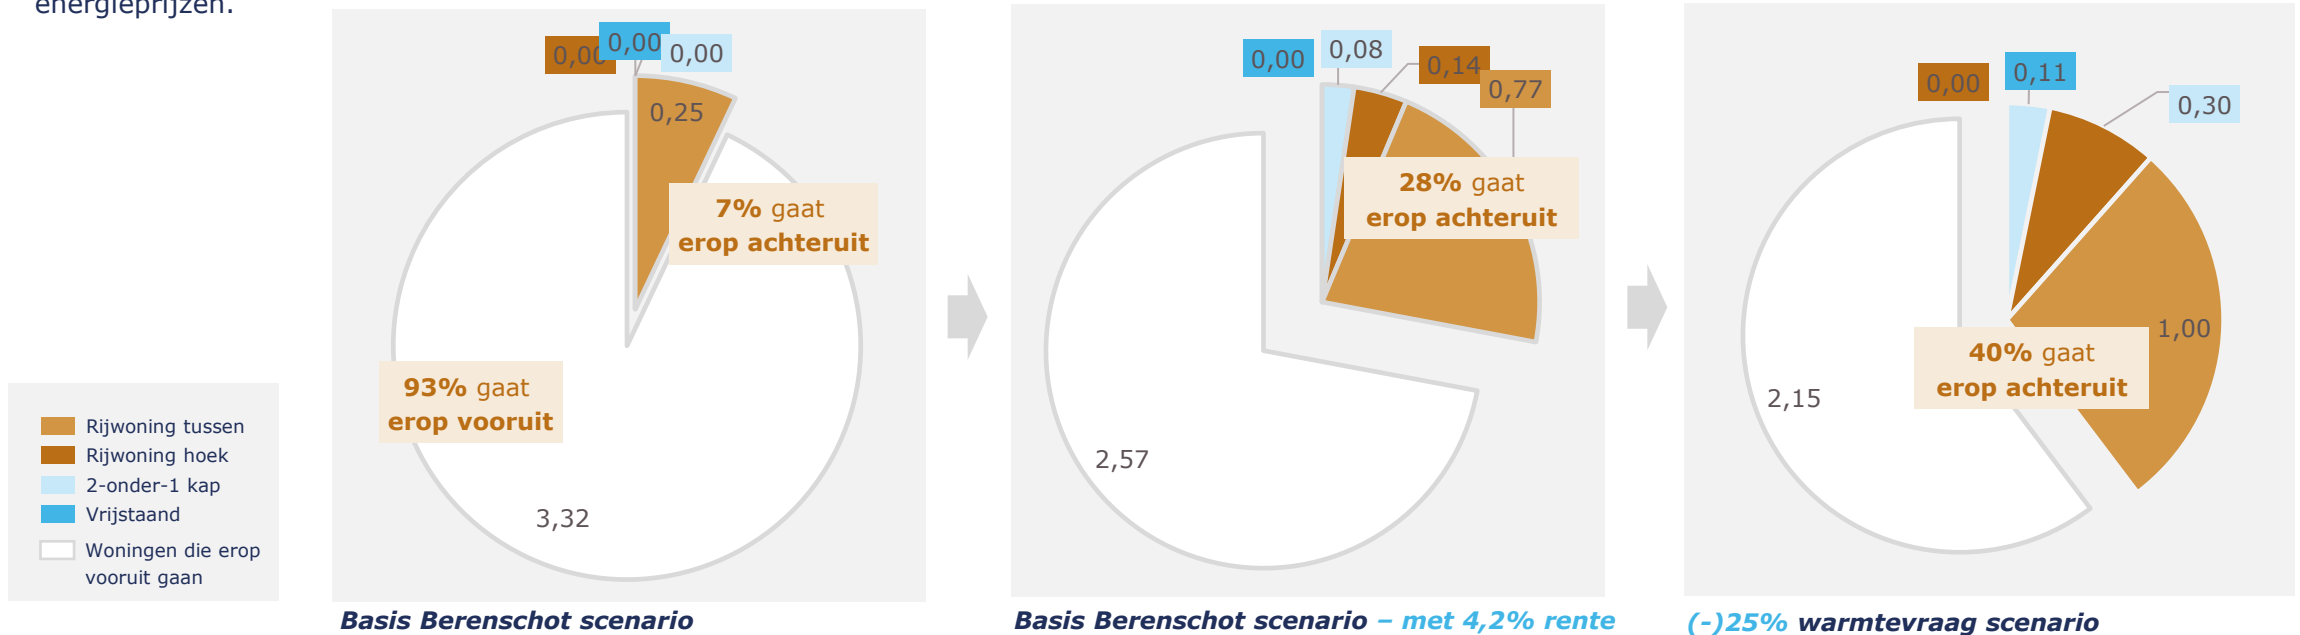 energieprijzen.
Rijwoning tussen
Rijwoning hoek
2-onder-1 kap
Vrijstaand
Woningen die erop
vooruit gaan
0,00
0,00
0,00
0,25
7% gaat
erop achteruit
93% gaat
erop vooruit
3,32
Basis Berenschot scenario
0,00
0,08
0,14
0,77
28% gaat
erop achteruit
2,57
Basis Berenschot scenario – met 4,2% rente
0,00
0,11
0,30
1,00
40% gaat
erop achteruit
2,15
(-)25% warmtevraag scenario